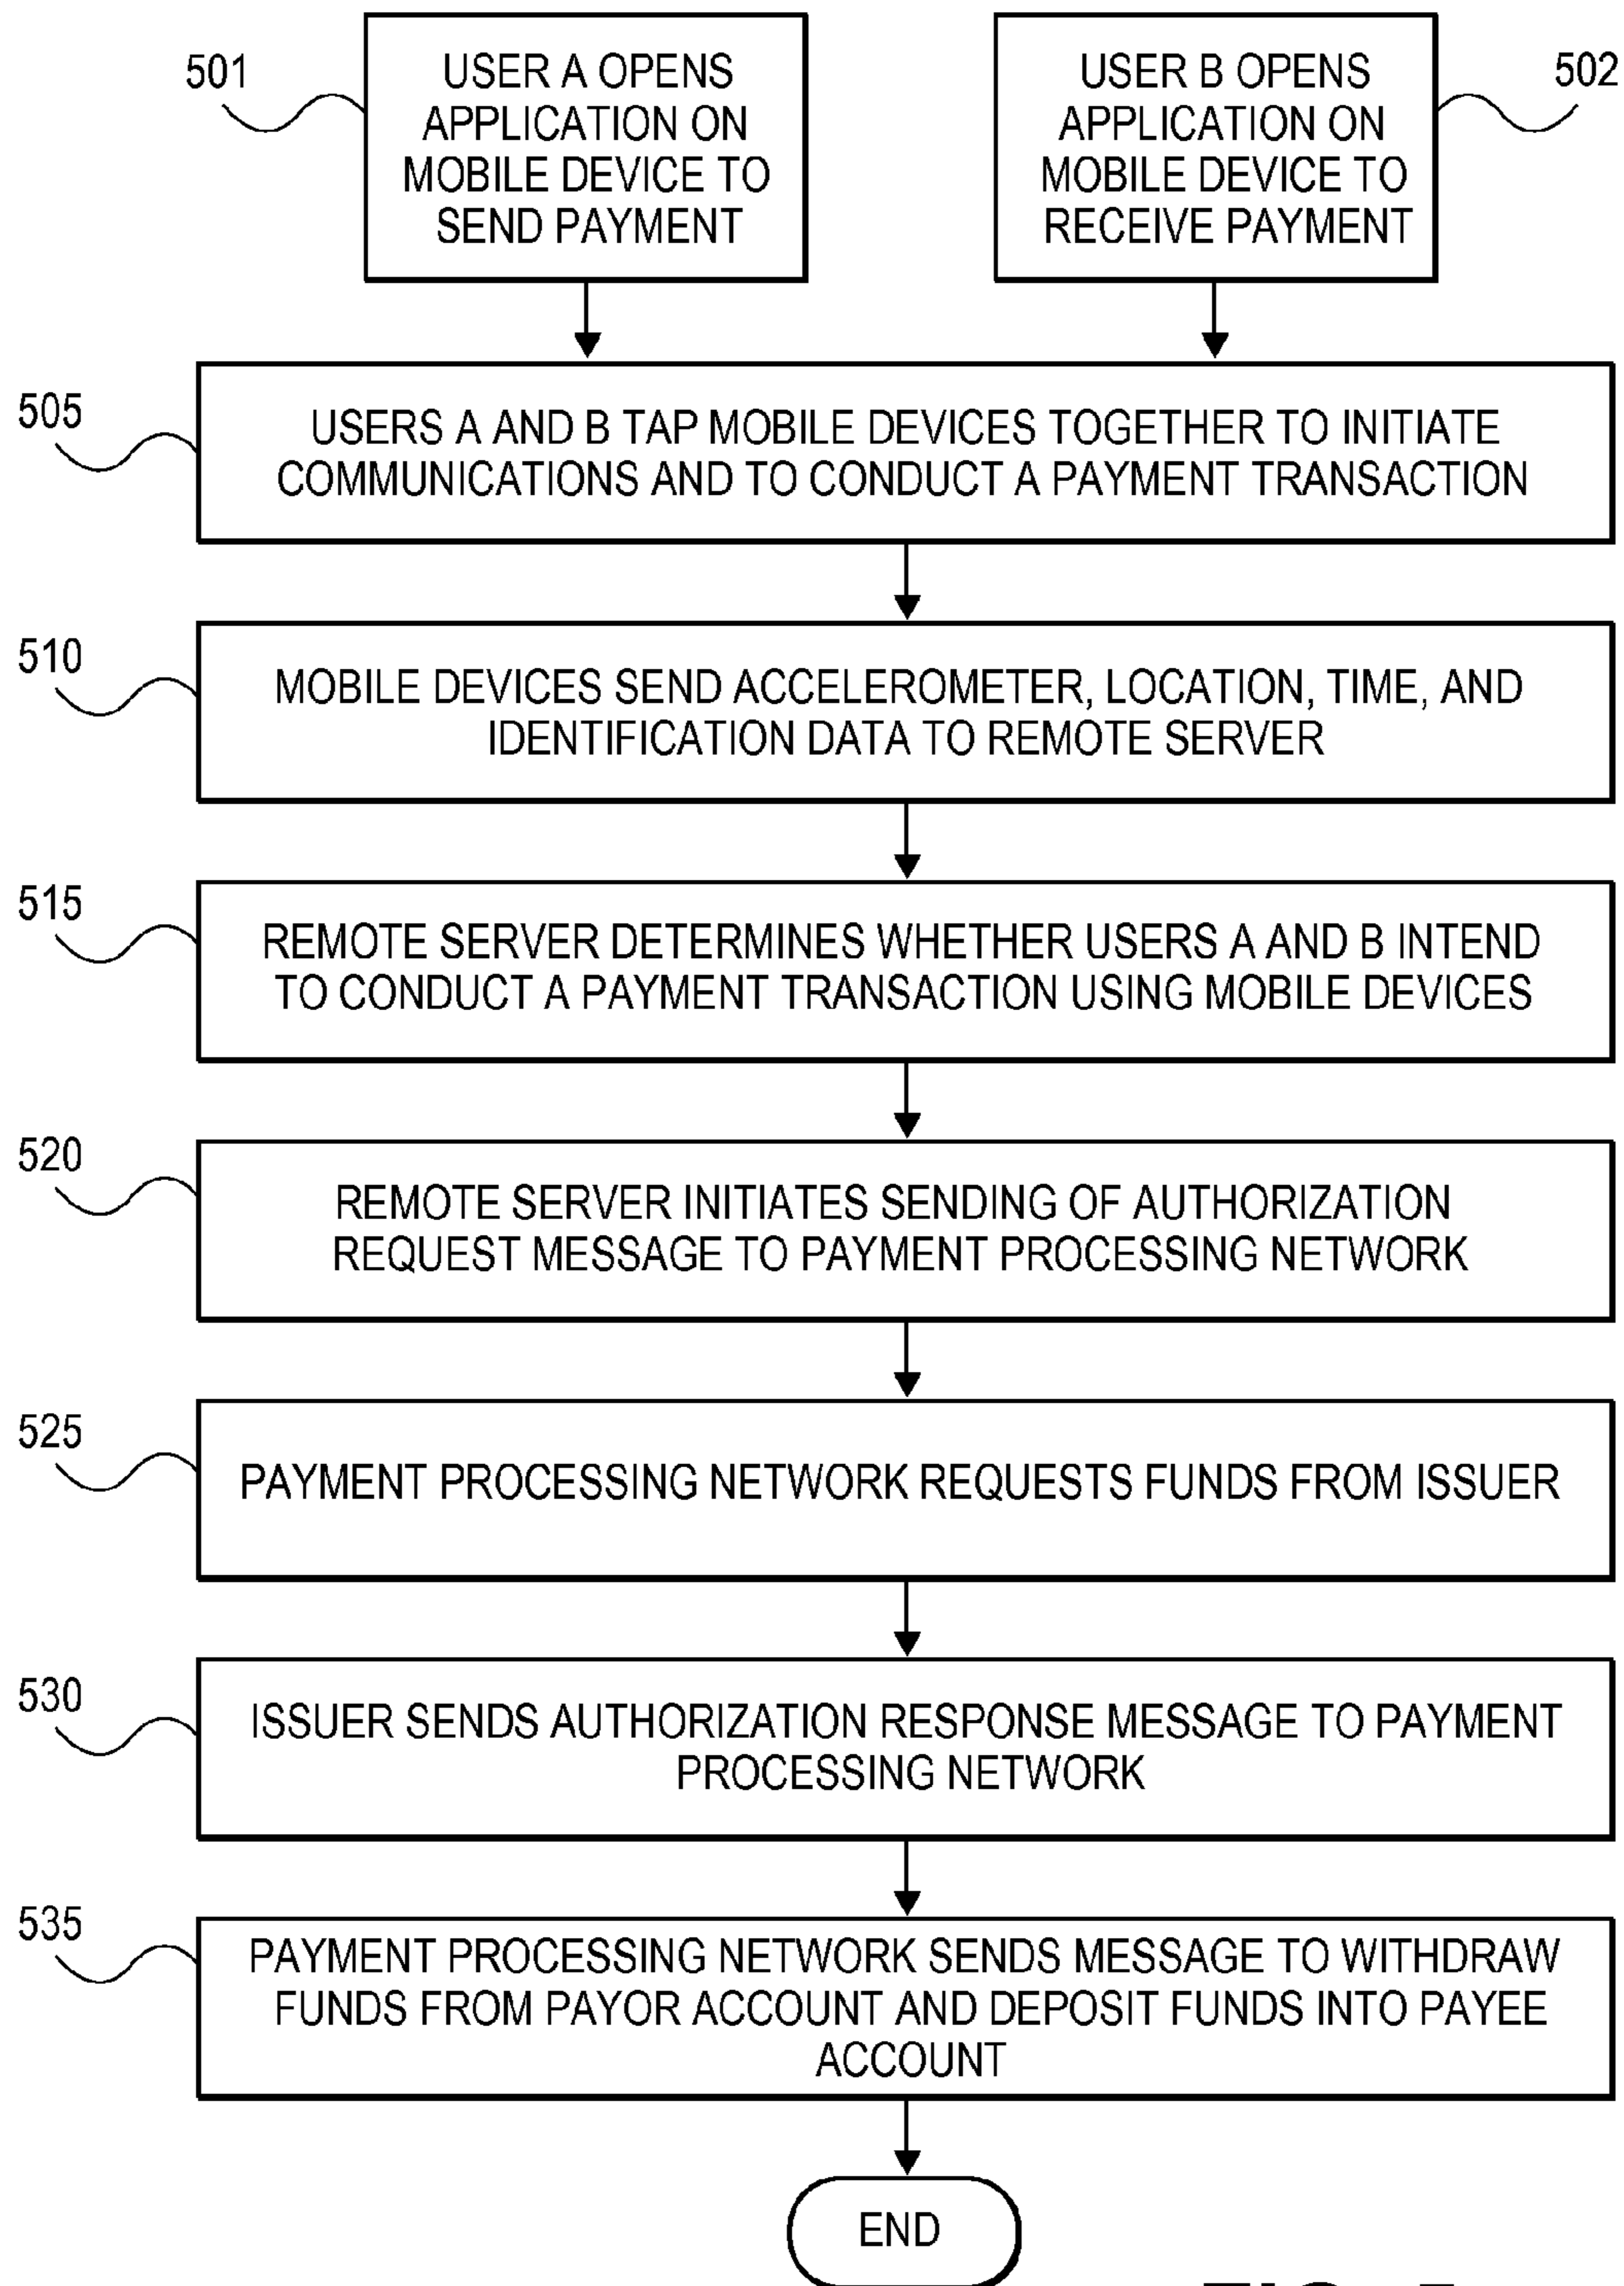 501
USER A OPENS
APPLICATION ON
MOBILE DEVICE TO
SEND PAYMENT
USER B OPENS
APPLICATION ON
MOBILE DEVICE TO
RECEIVE PAYMENT
502
505
USERS A AND B TAP MOBILE DEVICES TOGETHER TO INITIATE
COMMUNICATIONS AND TO CONDUCT A PAYMENT TRANSACTION
510
MOBILE DEVICES SEND ACCELEROMETER, LOCATION, TIME, AND
IDENTIFICATION DATA TO REMOTE SERVER
515
REMOTE SERVER DETERMINES WHETHER USERS A AND B INTEND
TO CONDUCT A PAYMENT TRANSACTION USING MOBILE DEVICES
520
REMOTE SERVER INITIATES SENDING OF AUTHORIZATION
REQUEST MESSAGE TO PAYMENT PROCESSING NETWORK
525
PAYMENT PROCESSING NETWORK REQUESTS FUNDS FROM ISSUER
530
ISSUER SENDS AUTHORIZATION RESPONSE MESSAGE TO PAYMENT
PROCESSING NETWORK
535
PAYMENT PROCESSING NETWORK SENDS MESSAGE TO WITHDRAW
FUNDS FROM PAYOR ACCOUNT AND DEPOSIT FUNDS INTO PAYEE
ACCOUNT
END